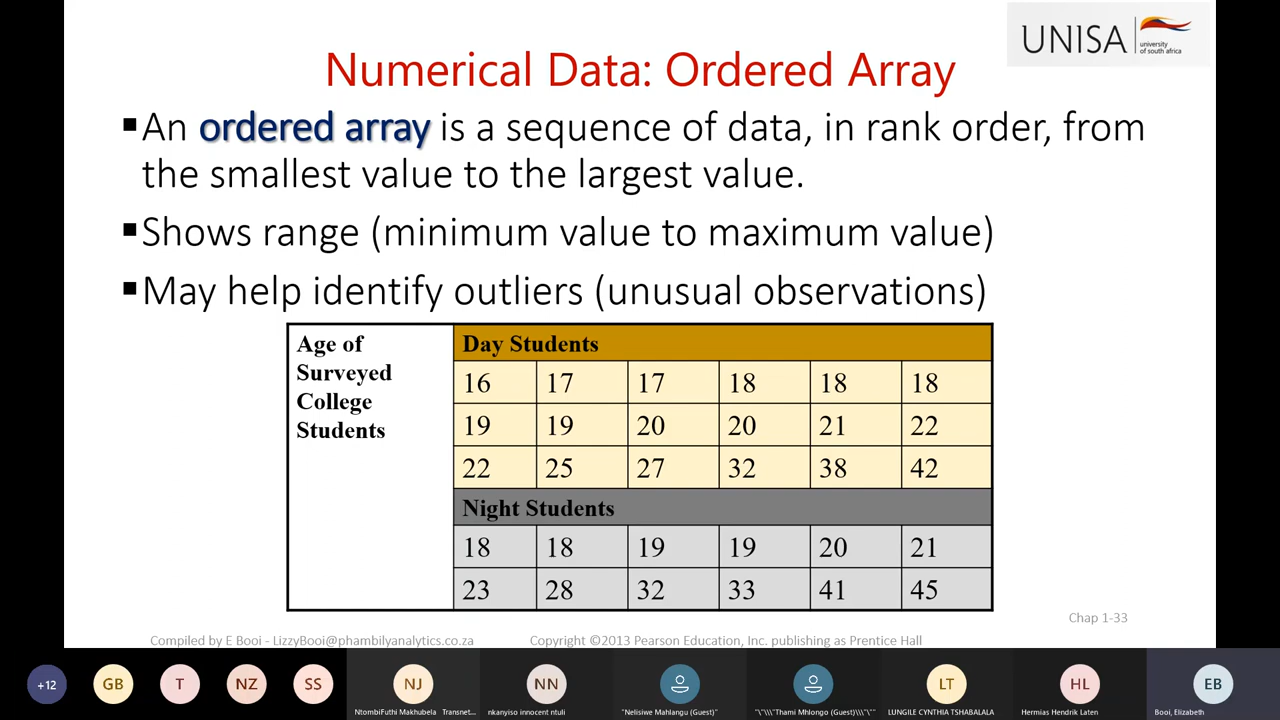 UNISA
university
of south africa
Numerical Data: Ordered Array
▪An ordered array is a sequence of data, in rank order, from
the smallest value to the largest value.
▪Shows range (minimum value to maximum value)
▪May help identify outliers (unusual observations)
Age of
Surveyed
College
Students
Day Students
16 17 17 18 18 18
19 19 20 20 21 22
22 25 27 32 38 42
Night Students
18 18 19 19 20 21
23 28 32 33 41 45
Chap 1-33
Compiled by E Booi - LizzyBooi@phambilyanalytics.co.za
Copyright ©2013 Pearson Education, Inc. publishing as Prentice Hall
+12 GB T NZ SS NJ NN LT HL EB
NtombiFuthi Makhubela Transnet...
nkanyiso innocent ntuli
"Nelisiwe Mahlangu (Guest)"
"\"\\\"Thami Mhlongo (Guest)\\\"\""
LUNGILE CYNTHIA TSHABALALA
Hermias Hendrik Laten
Booi, Elizabeth